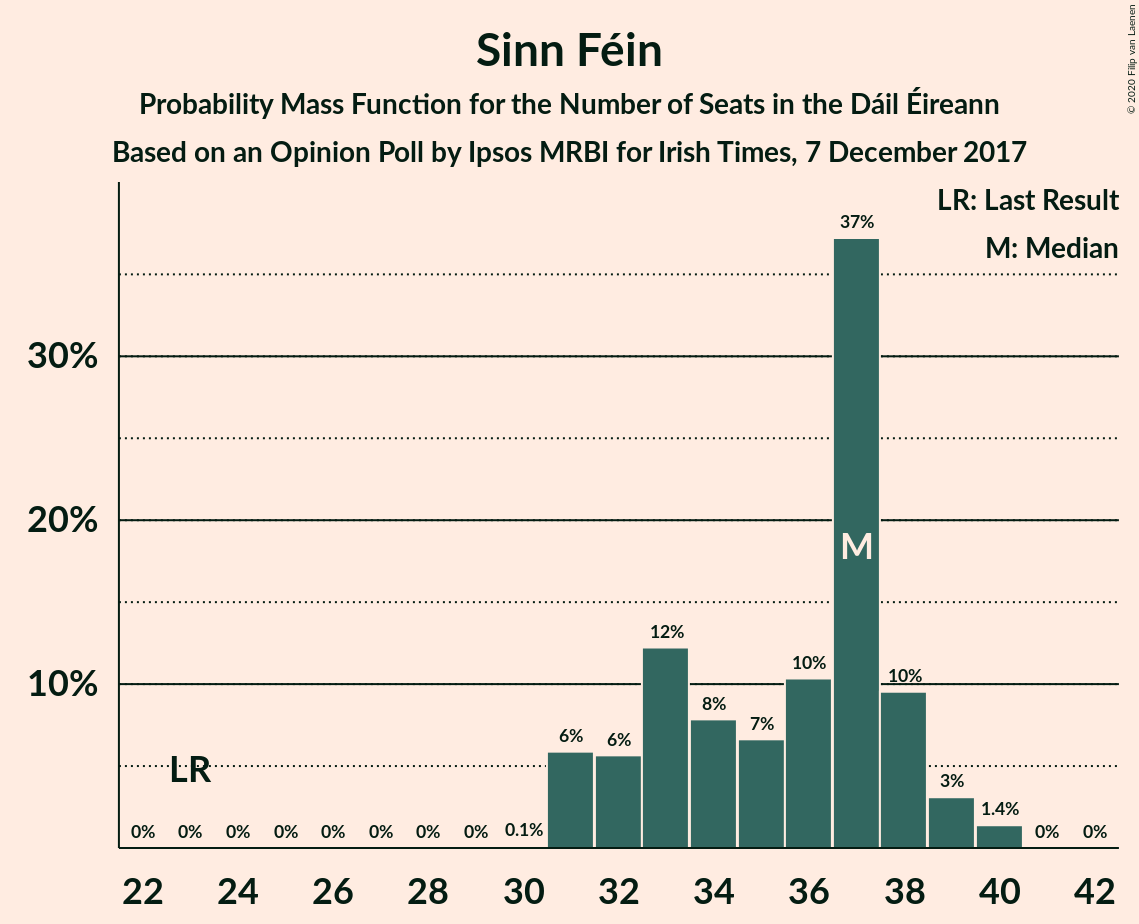 Sinn Féin
Probability Mass Function for the Number of Seats in the Dáil Éireann
Based on an Opinion Poll by Ipsos MRBI for Irish Times, 7 December 2017
© 2020 Filip van Laenen
LR: Last Result
M: Median
37%
30%
20%
M
12%
10%
10%
10%
8%
7%
6%
6%
LR
3%
1.4%
0%
0%
0%
0%
0%
0%
0%
0%
0.1%
0%
0%
22 24 26 28 30 32 34 36 38 40 42